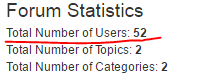 Forum Statistics
Total Number of Users: 52
Total Number of Topics: 2
Total Number of Categories: 2